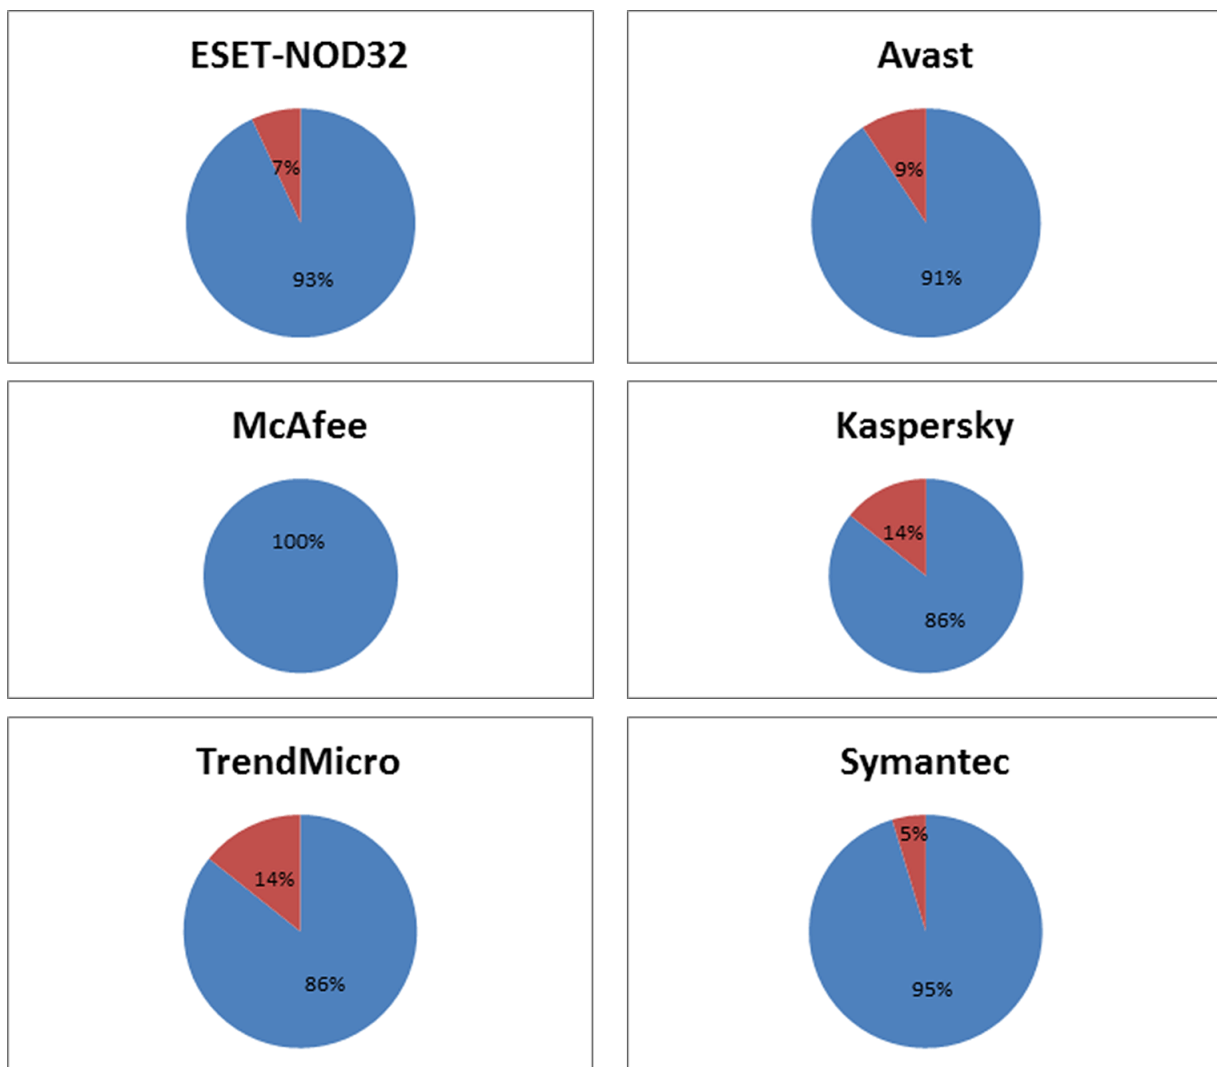 ESET-NOD32
7%
93%
Avast
9%
91%
McAfee
100%
Kaspersky
14%
86%
TrendMicro
14%
86%
Symantec
5%
95%